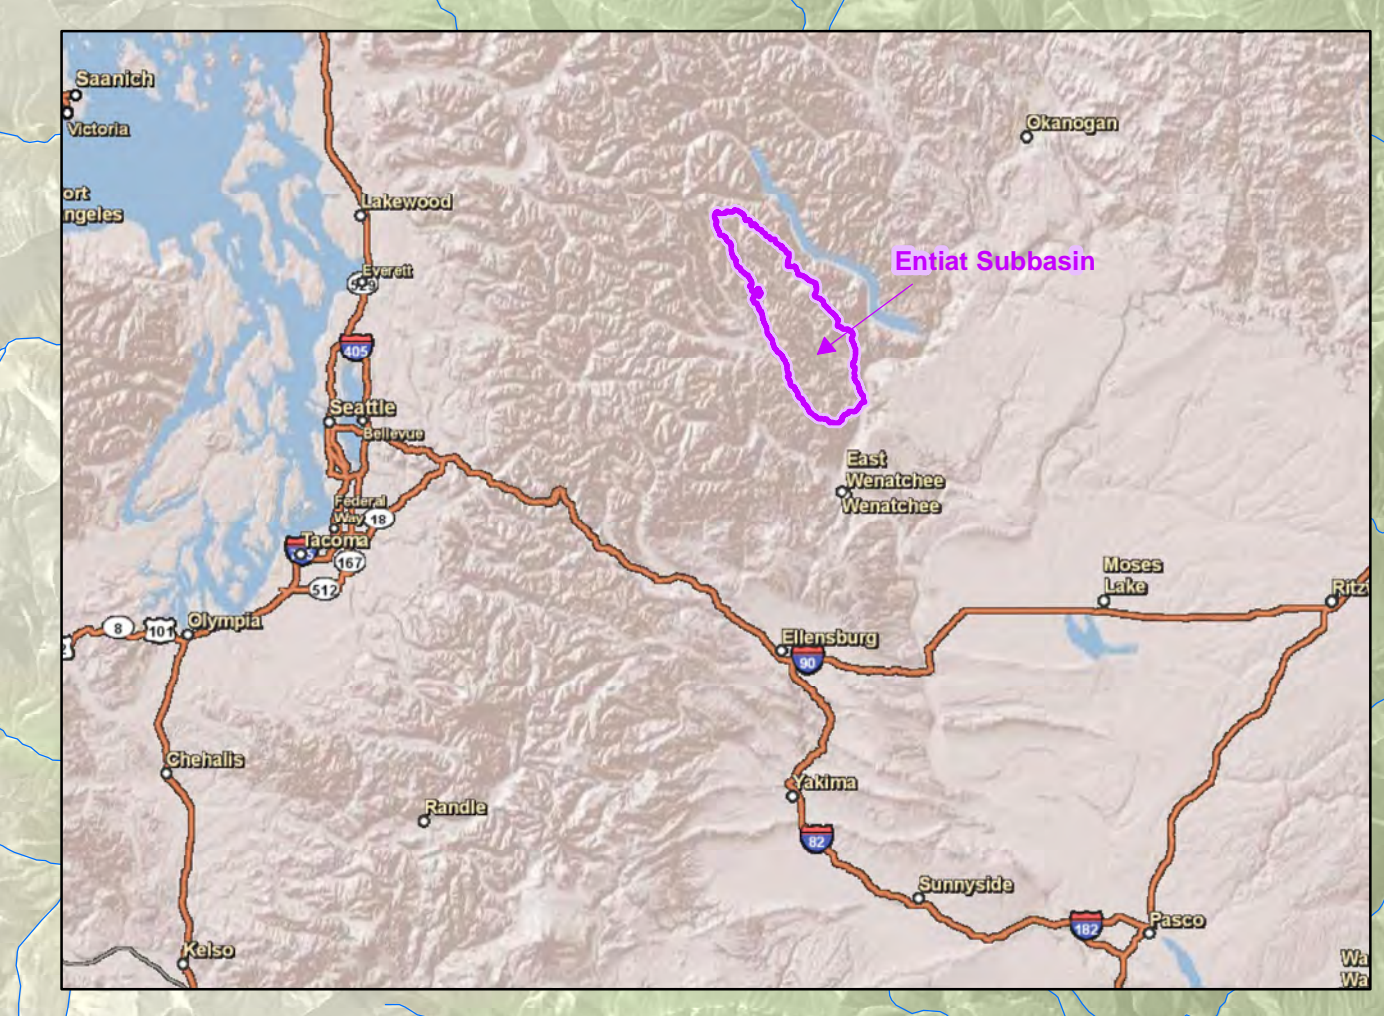 Saanich
Victoria
Okanogan
ort
ngeles
Lakewood
Entiat Subbasin
Everett
529
405
Seattle
Bellevue
East
Wenatchee
Wenatchee
Federal
Way
18
Tacoma
167
512
Moses
Lake
Ritz
8
101
Olympia
Ellensburg
90
Chehalis
Yakima
Randle
82
Sunnyside
182
Pasco
Kelso
Wa
Wa